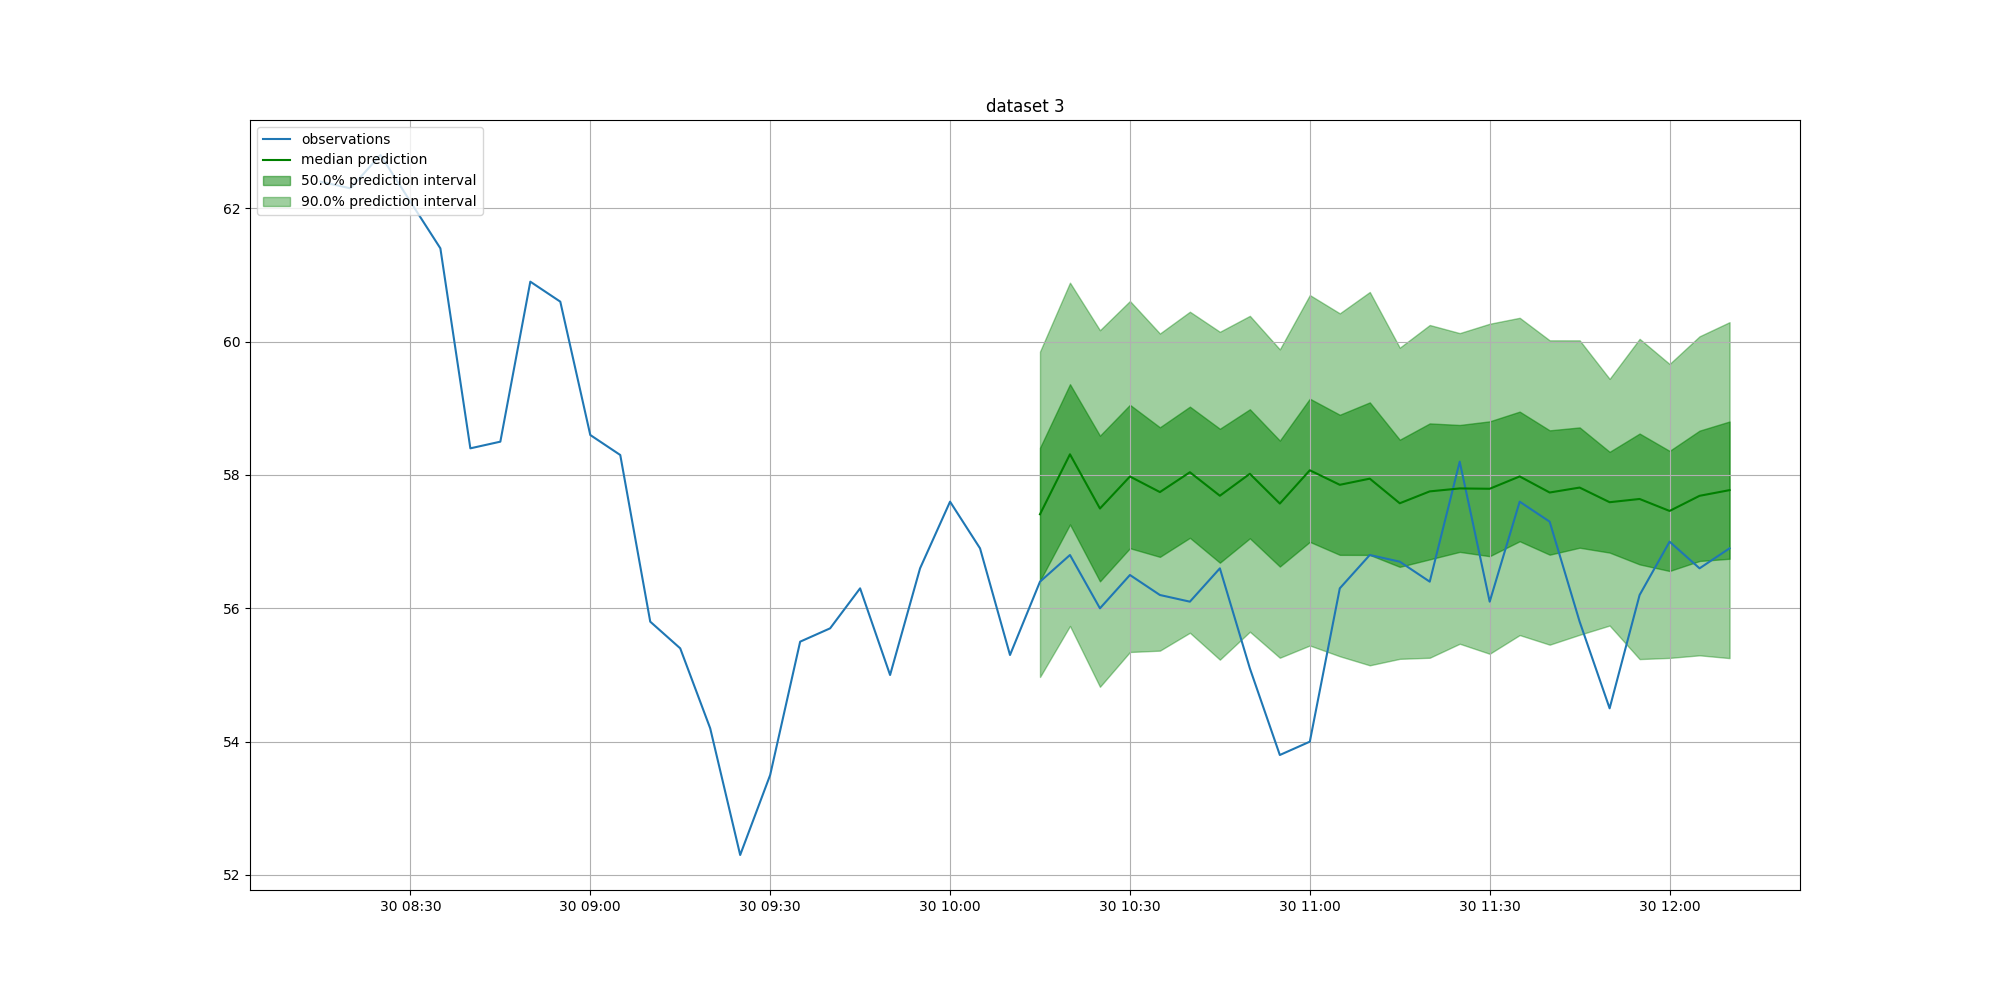 dataset 3
observations
median prediction
50.0% prediction interval
90.0% prediction interval
62
60
58
56
54
52
30 08:30
30 09:00
30 09:30
30 10:00
30 10:30
30 11:00
30 11:30
30 12:00